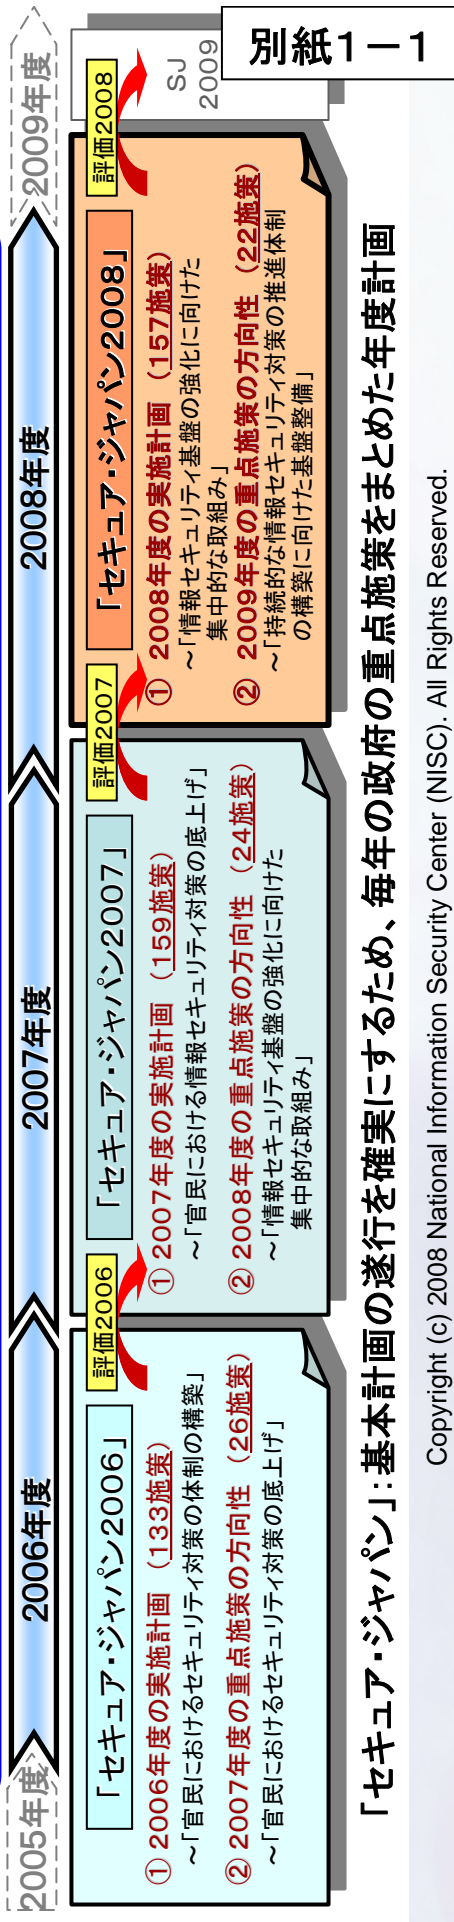 別紙1-1
2005年度
2006年度
2007年度
2008年度
2009年度
「セキュア・ジャパン2006」
① 2006年度の実施計画（133施策）
～「官民におけるセキュリティ対策の体制の構築」
② 2007年度の重点施策の方向性（26施策）
～「官民におけるセキュリティ対策の底上げ」
評価2006
「セキュア・ジャパン2007」
① 2007年度の実施計画（159施策）
～「官民における情報セキュリティ対策の底上げ」
② 2008年度の重点施策の方向性（24施策）
～「情報セキュリティ基盤の強化に向けた
集中的な取組み」
評価2007
「セキュア・ジャパン2008」
① 2008年度の実施計画（157施策）
～「情報セキュリティ基盤の強化に向けた
集中的な取組み」
② 2009年度の重点施策の方向性（22施策）
～「持続的な情報セキュリティ対策の推進体制
の構築に向けた基盤整備」
評価2008
SJ
2009
「セキュア・ジャパン」：基本計画の遂行を確実にするため、毎年の政府の重点施策をまとめた年度計画
Copyright (c) 2008 National Information Security Center (NISC). All Rights Reserved.